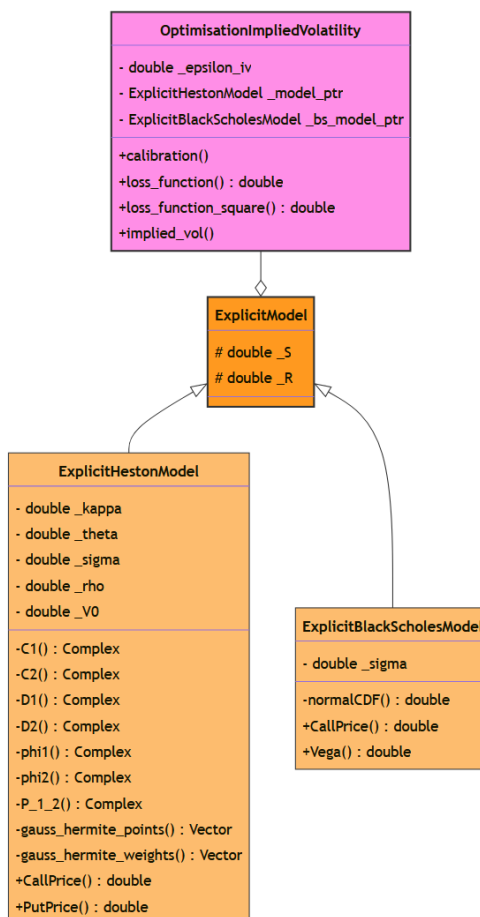 OptimisationImpliedVolatility
- double _epsilon_iv
- ExplicitHestonModel _model_ptr
- ExplicitBlackScholesModel _bs_model_ptr
+calibration()
+loss_function() : double
+loss_function_square() : double
+implied_vol()
ExplicitModel
# double _S
# double _R
ExplicitHestonModel
- double _kappa
- double _theta
- double _sigma
- double _rho
- double _V0
-C1() : Complex
-C2() : Complex
-D1() : Complex
-D2() : Complex
-phi1() : Complex
-phi2() : Complex
-P_1_2() : Complex
-gauss_hermite_points() : Vector
-gauss_hermite_weights() : Vector
+CallPrice() : double
+PutPrice() : double
ExplicitBlackScholesModel
- double _sigma
-normalCDF() : double
+CallPrice() : double
+Vega() : double